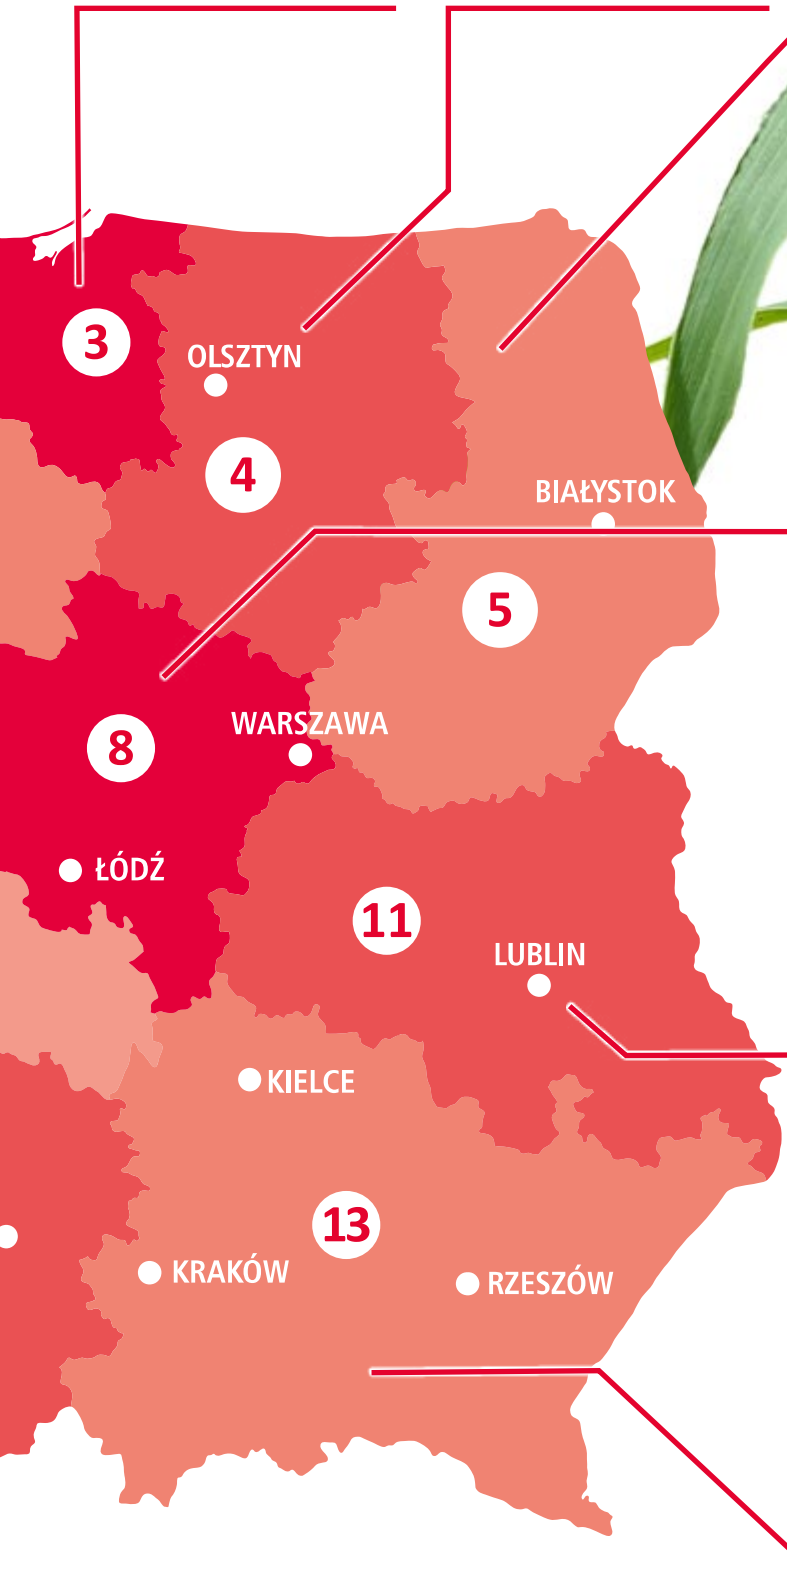 3
OLSZTYN
4
BIAŁYSTOK
5
WARSZAWA
8
ŁÓDŹ
11
LUBLIN
KIELCE
13
KRAKÓW
RZESZÓW